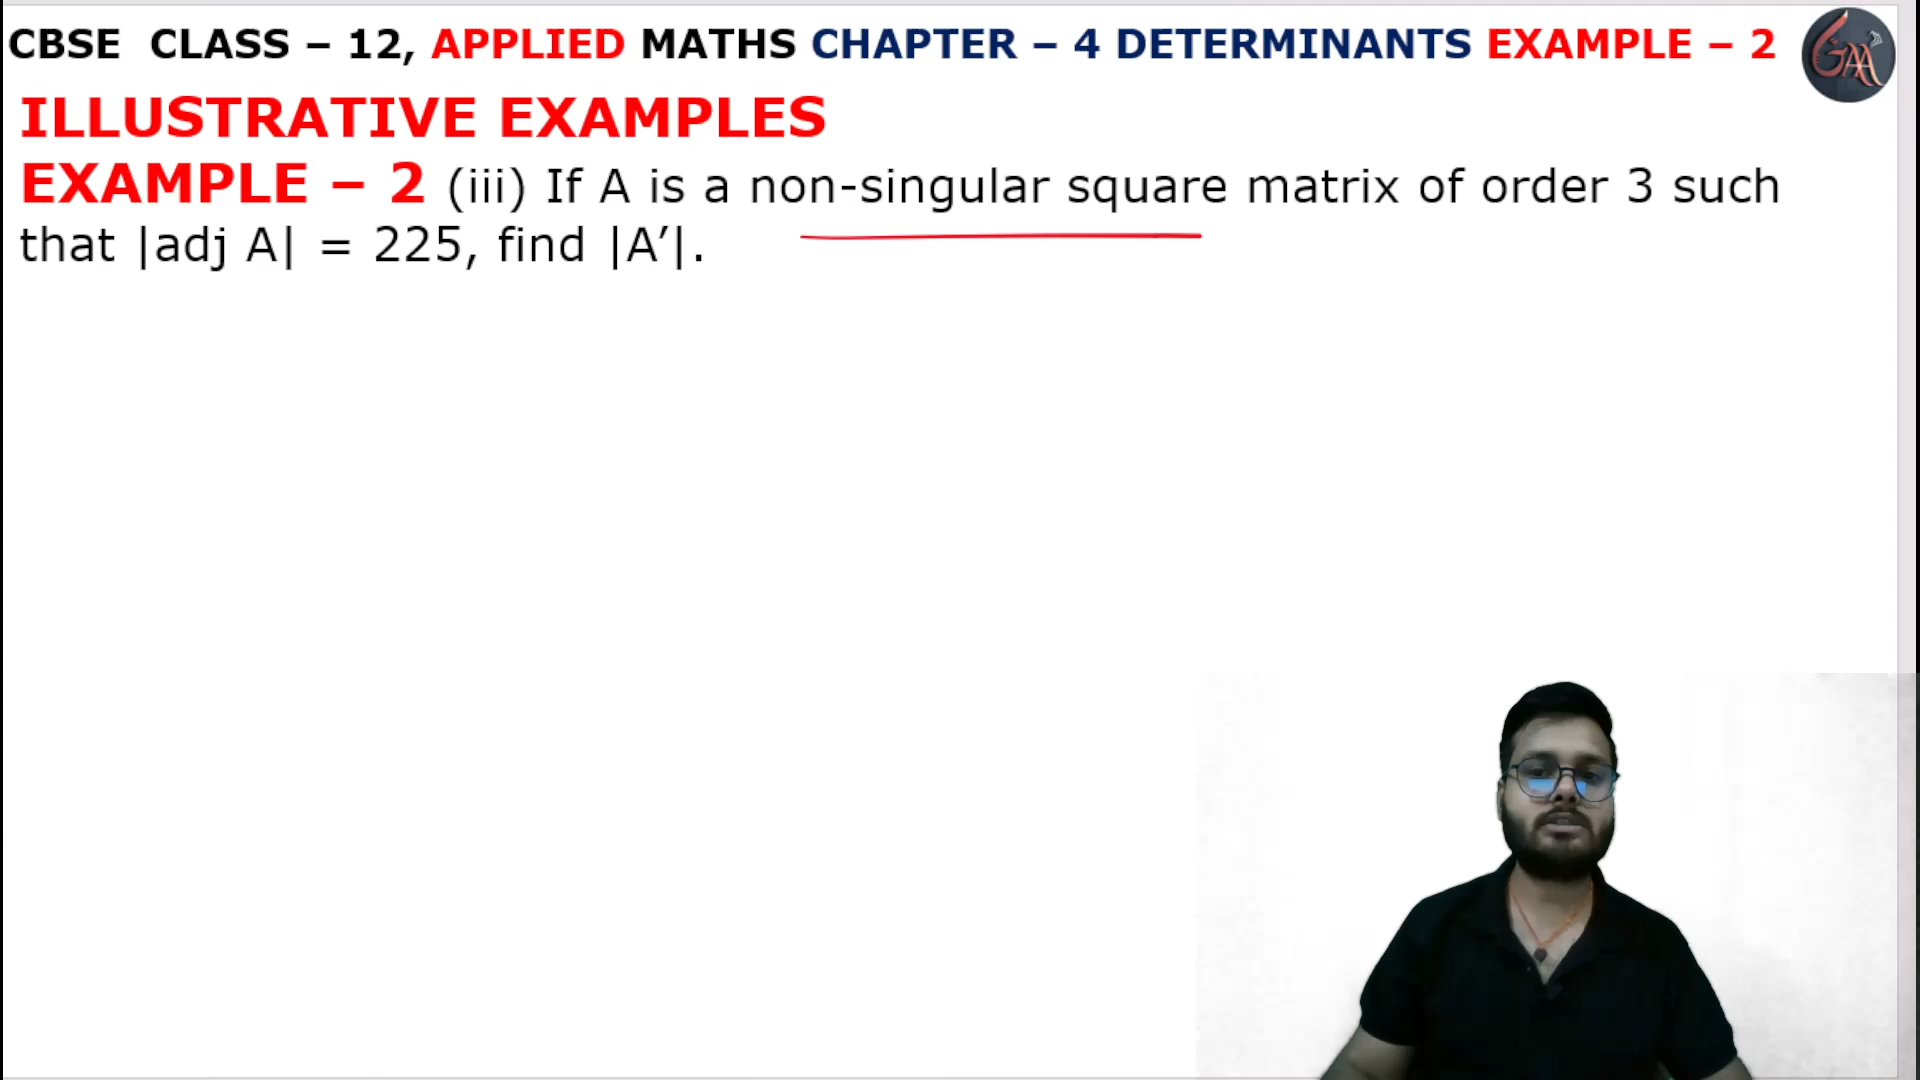 CBSE CLASS – 12, APPLIED MATHS CHAPTER – 4 DETERMINANTS EXAMPLE – 2
ILLUSTRATIVE EXAMPLES
EXAMPLE – 2 (iii) If A is a non-singular square matrix of order 3 such
that |adj A| = 225, find |A′|.